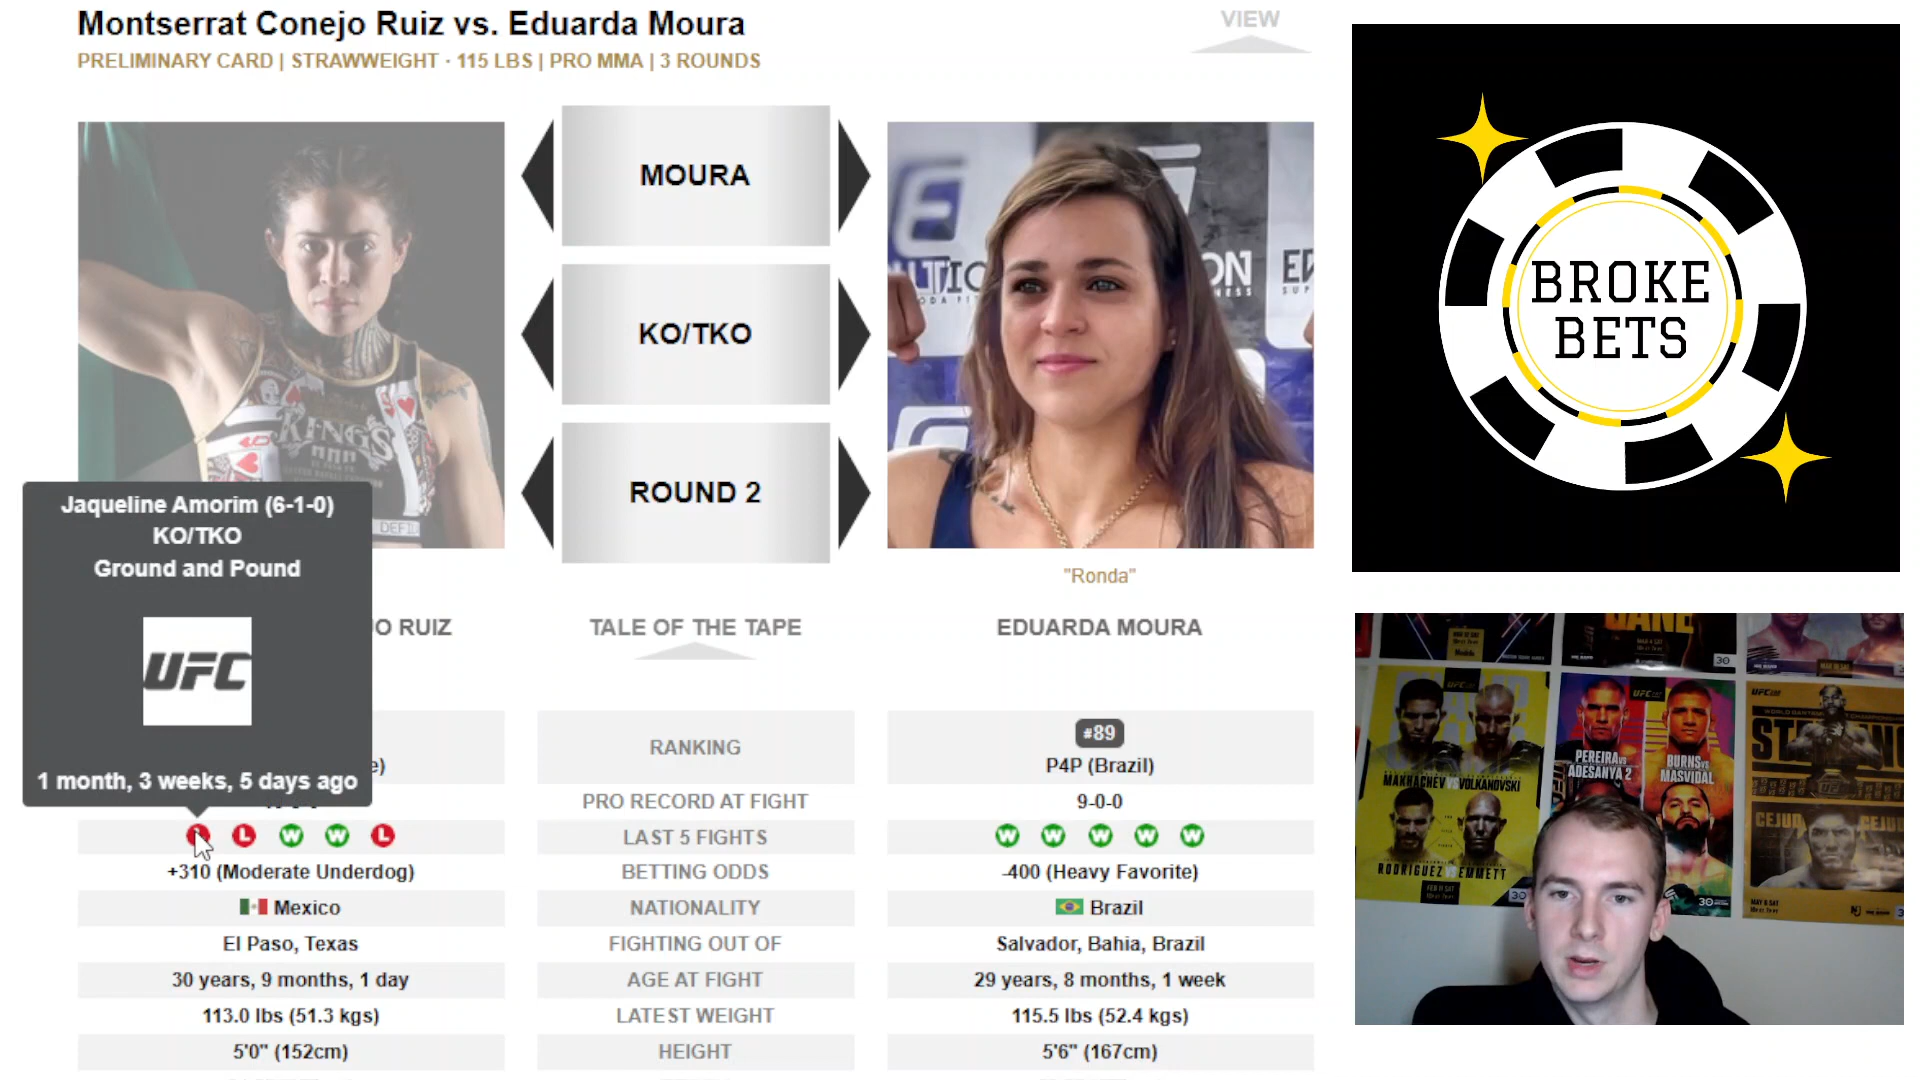 Montserrat Conejo Ruiz vs. Eduarda Moura
PRELIMINARY CARD | STRAWWEIGHT · 115 LBS | PRO MMA | 3 ROUNDS
VIEW
MOURA
KO/TKO
ROUND 2
KINGS
"Ronda"
Jaqueline Amorim (6-1-0)
KO/TKO
Ground and Pound
UFC
1 month, 3 weeks, 5 days ago
JO RUIZ
TALE OF THE TAPE
EDUARDA MOURA
e)
RANKING
#89
P4P (Brazil)
PRO RECORD AT FIGHT
9-0-0
L W W L
LAST 5 FIGHTS
W W W W W
+310 (Moderate Underdog)
BETTING ODDS
-400 (Heavy Favorite)
Mexico
NATIONALITY
Brazil
El Paso, Texas
FIGHTING OUT OF
Salvador, Bahia, Brazil
30 years, 9 months, 1 day
AGE AT FIGHT
29 years, 8 months, 1 week
113.0 lbs (51.3 kgs)
LATEST WEIGHT
115.5 lbs (52.4 kgs)
5'0" (152cm)
HEIGHT
5'6" (167cm)
BROKE
BETS
MAKHACHEV VS VOLKANOVSKI
RODRIGUEZ VS EMMETT
PEREIRA VS
ADESANYA 2
BURNS VS
MASVIDAL